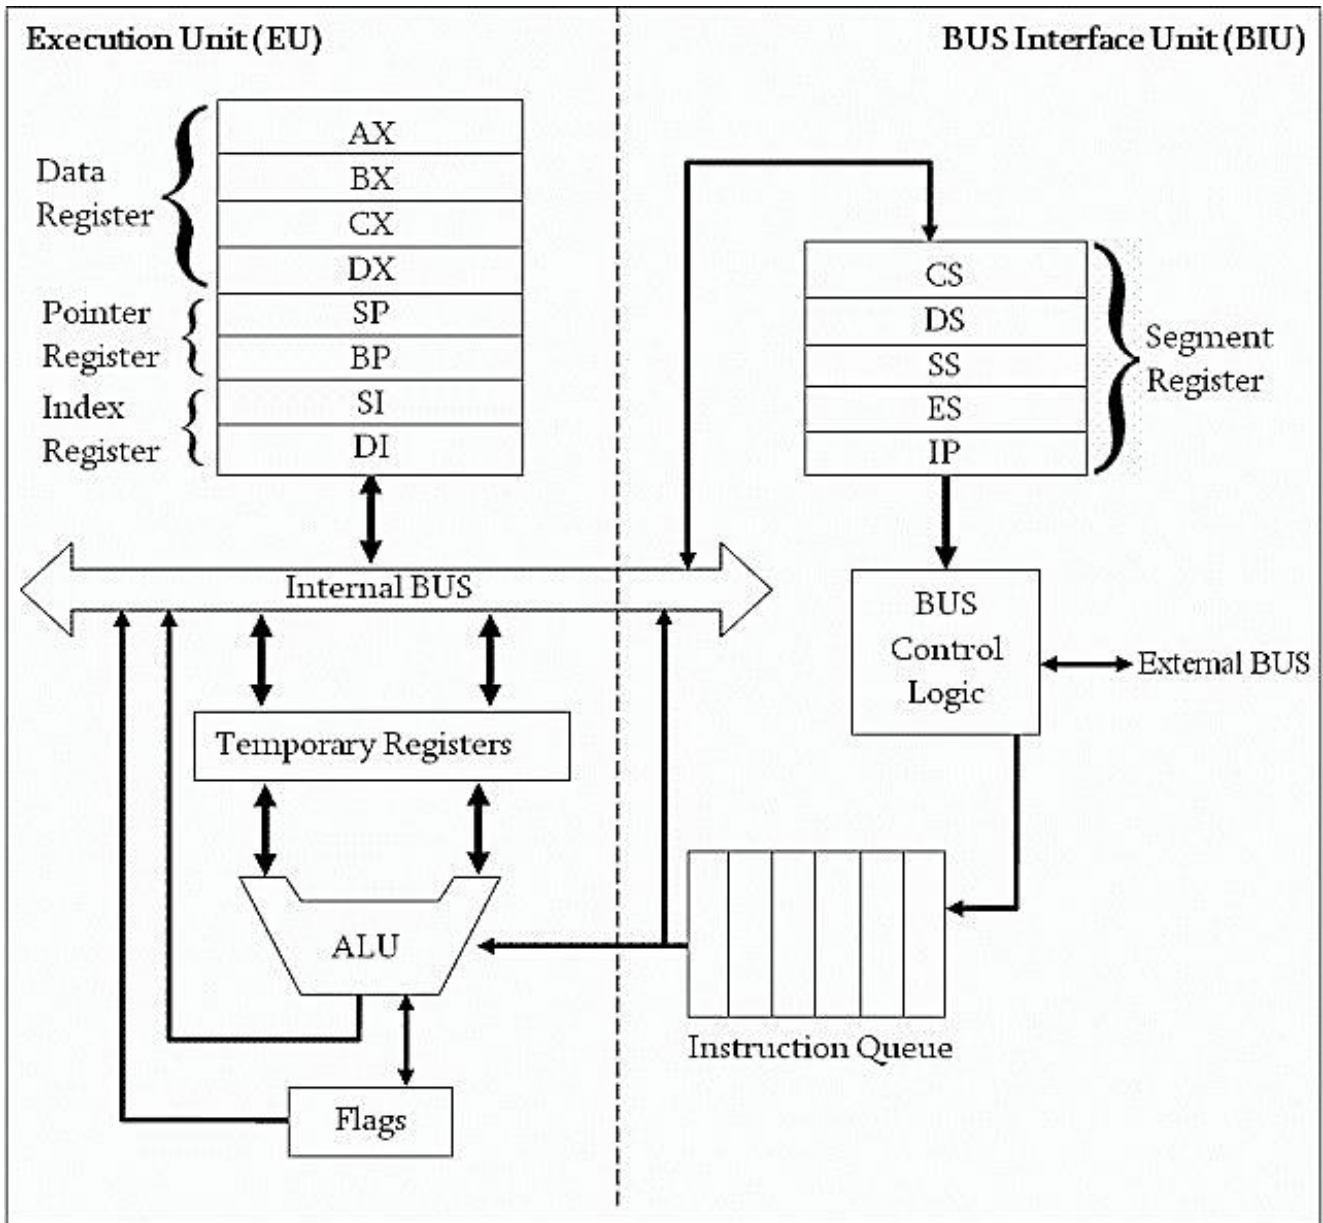 Execution Unit (EU)
BUS Interface Unit (BIU)
Data
Register
AX
BX
CX
DX
Pointer
Register
SP
BP
Index
Register
SI
DI
CS
DS
SS
ES
IP
Segment
Register
Internal BUS
BUS
Control
Logic
External BUS
Temporary Registers
ALU
Instruction Queue
Flags